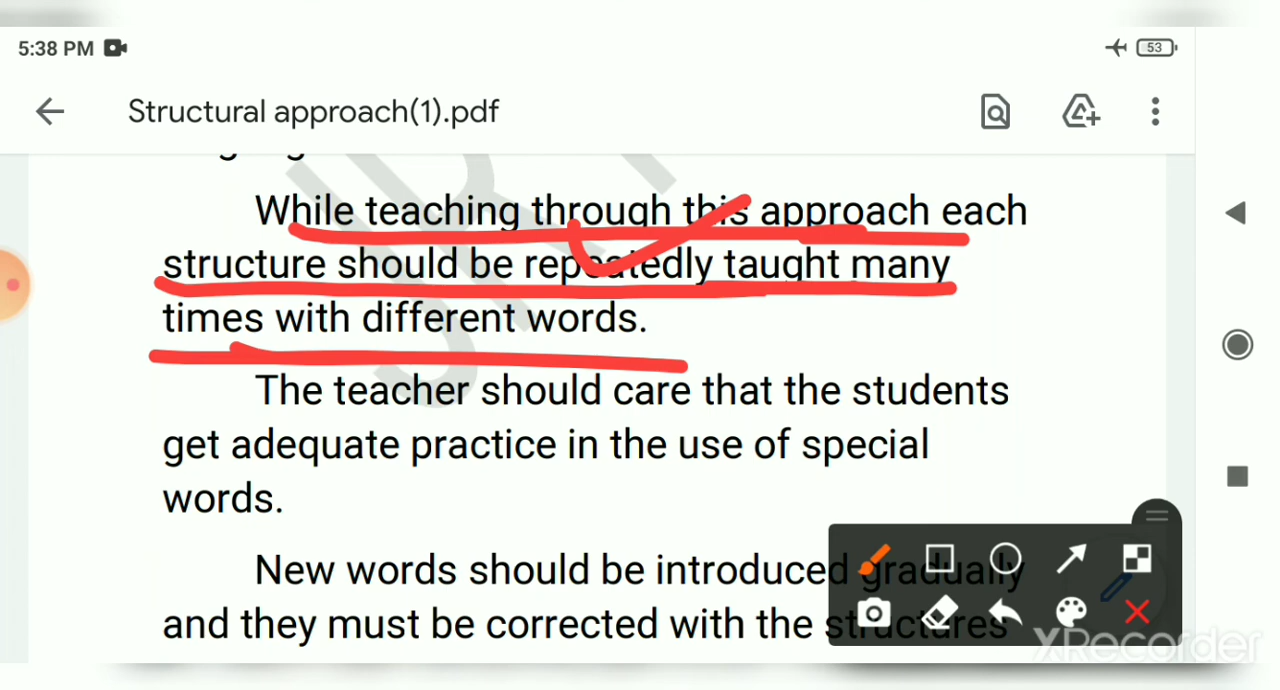 5:38 PM
53
Structural approach(1).pdf
While teaching through this approach each
structure should be repeatedly taught many
times with different words.
The teacher should care that the students
get adequate practice in the use of special
words.
New words should be introduced gradually
and they must be corrected with the structures
XRecorder